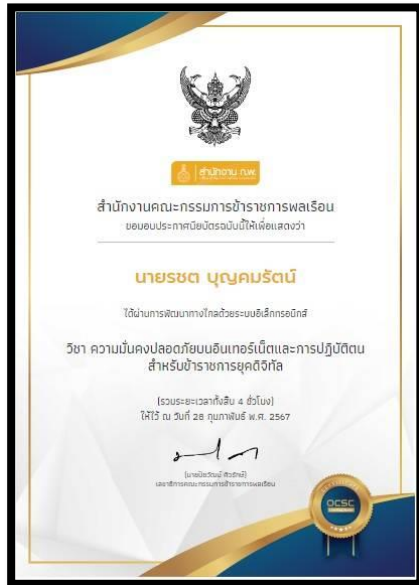 สำนักงาน ก.พ.
สำนักงานคณะกรรมการข้าราชการพลเรือน
ขอมอบประกาศนียบัตรฉบับนี้ให้เพื่อแสดงว่า
นายรชต บุญคมรัตน์
ได้ผ่านการพัฒนาทางไกลด้วยระบบอิเล็กทรอนิกส์
วิชา ความมั่นคงปลอดภัยบนอินเทอร์เน็ตและการปฏิบัติตน
สำหรับข้าราชการยุคดิจิทัล
(รวมระยะเวลาทั้งสิ้น 4 ชั่วโมง)
ให้ไว้ ณ วันที่ 28 กุมภาพันธ์ พ.ศ. 2567
(นายปิยวัฒน์ ศิวรักษ์)
เลขาธิการคณะกรรมการข้าราชการพลเรือน
OCSC